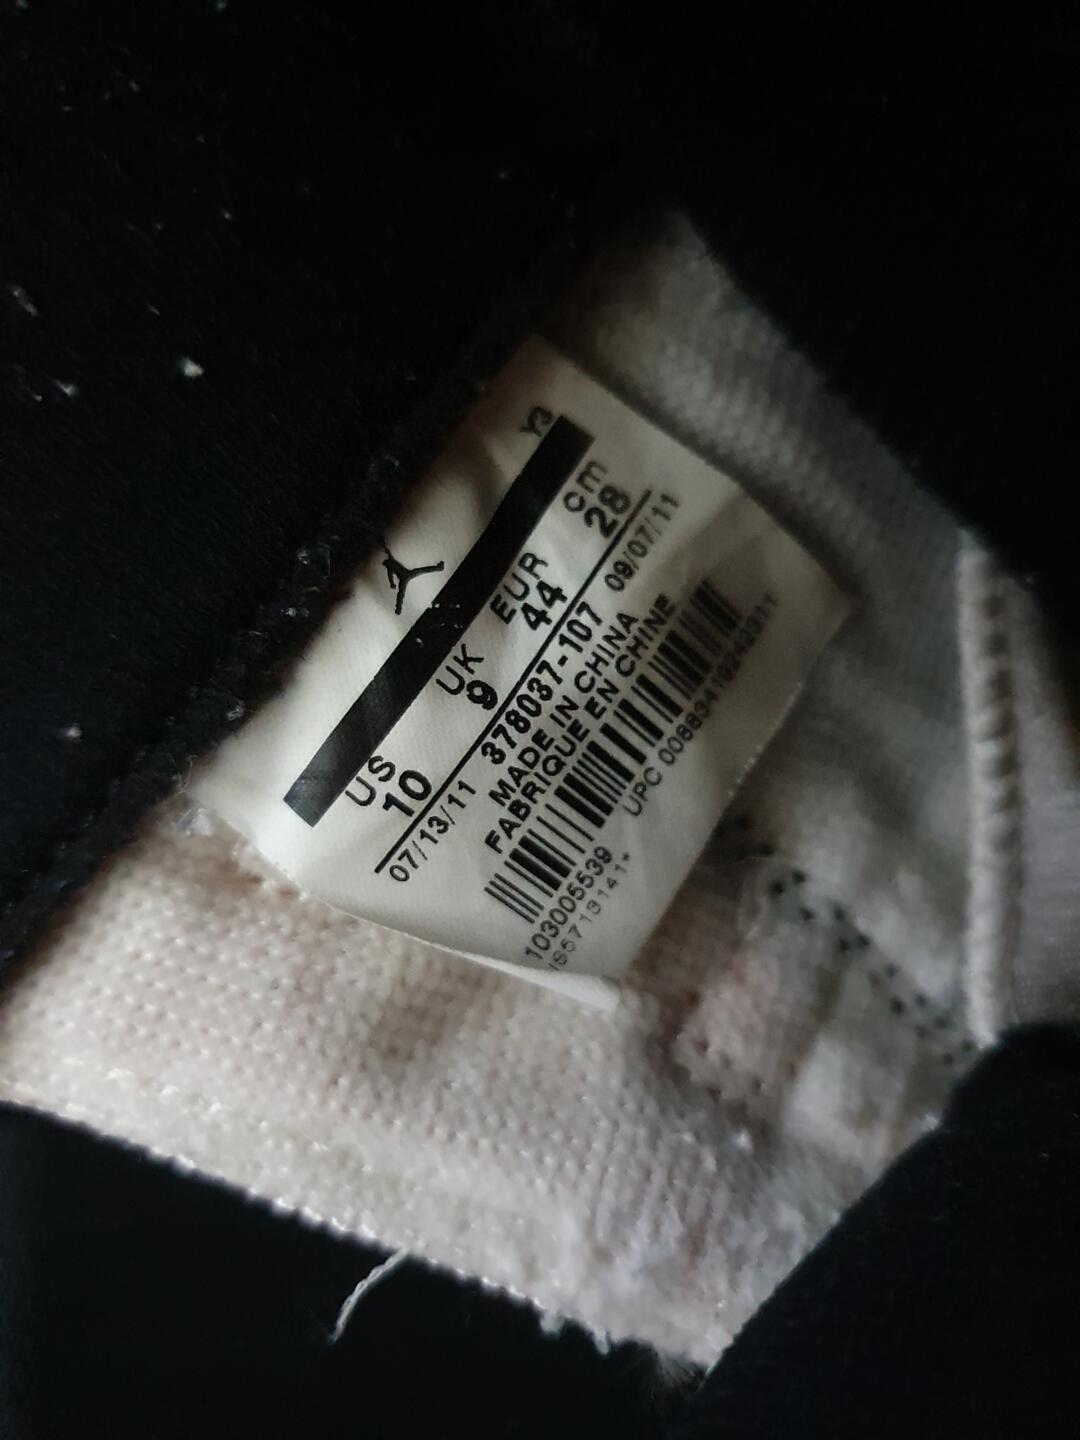 Y3
US UK EUR cm
10 9 44 28
07/13/11 378037-107 09/07/11
MADE IN CHINA
FABRIQUE EN CHINE
UPC 00883419242311
103005539